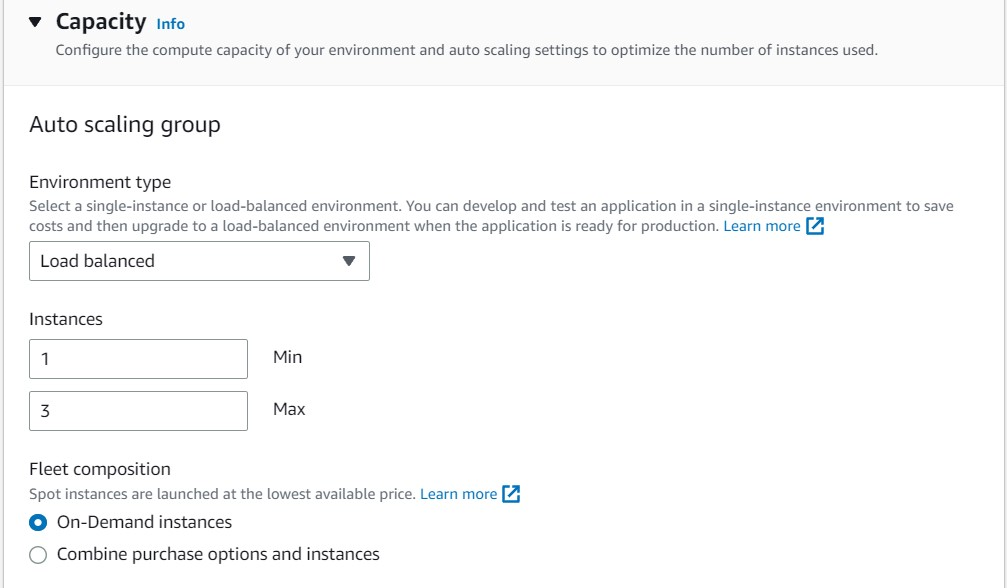 Capacity Info
Configure the compute capacity of your environment and auto scaling settings to optimize the number of instances used.
Auto scaling group
Environment type
Select a single-instance or load-balanced environment. You can develop and test an application in a single-instance environment to save
costs and then upgrade to a load-balanced environment when the application is ready for production. Learn more
Load balanced
Instances
1 Min
3 Max
Fleet composition
Spot instances are launched at the lowest available price. Learn more
On-Demand instances
Combine purchase options and instances